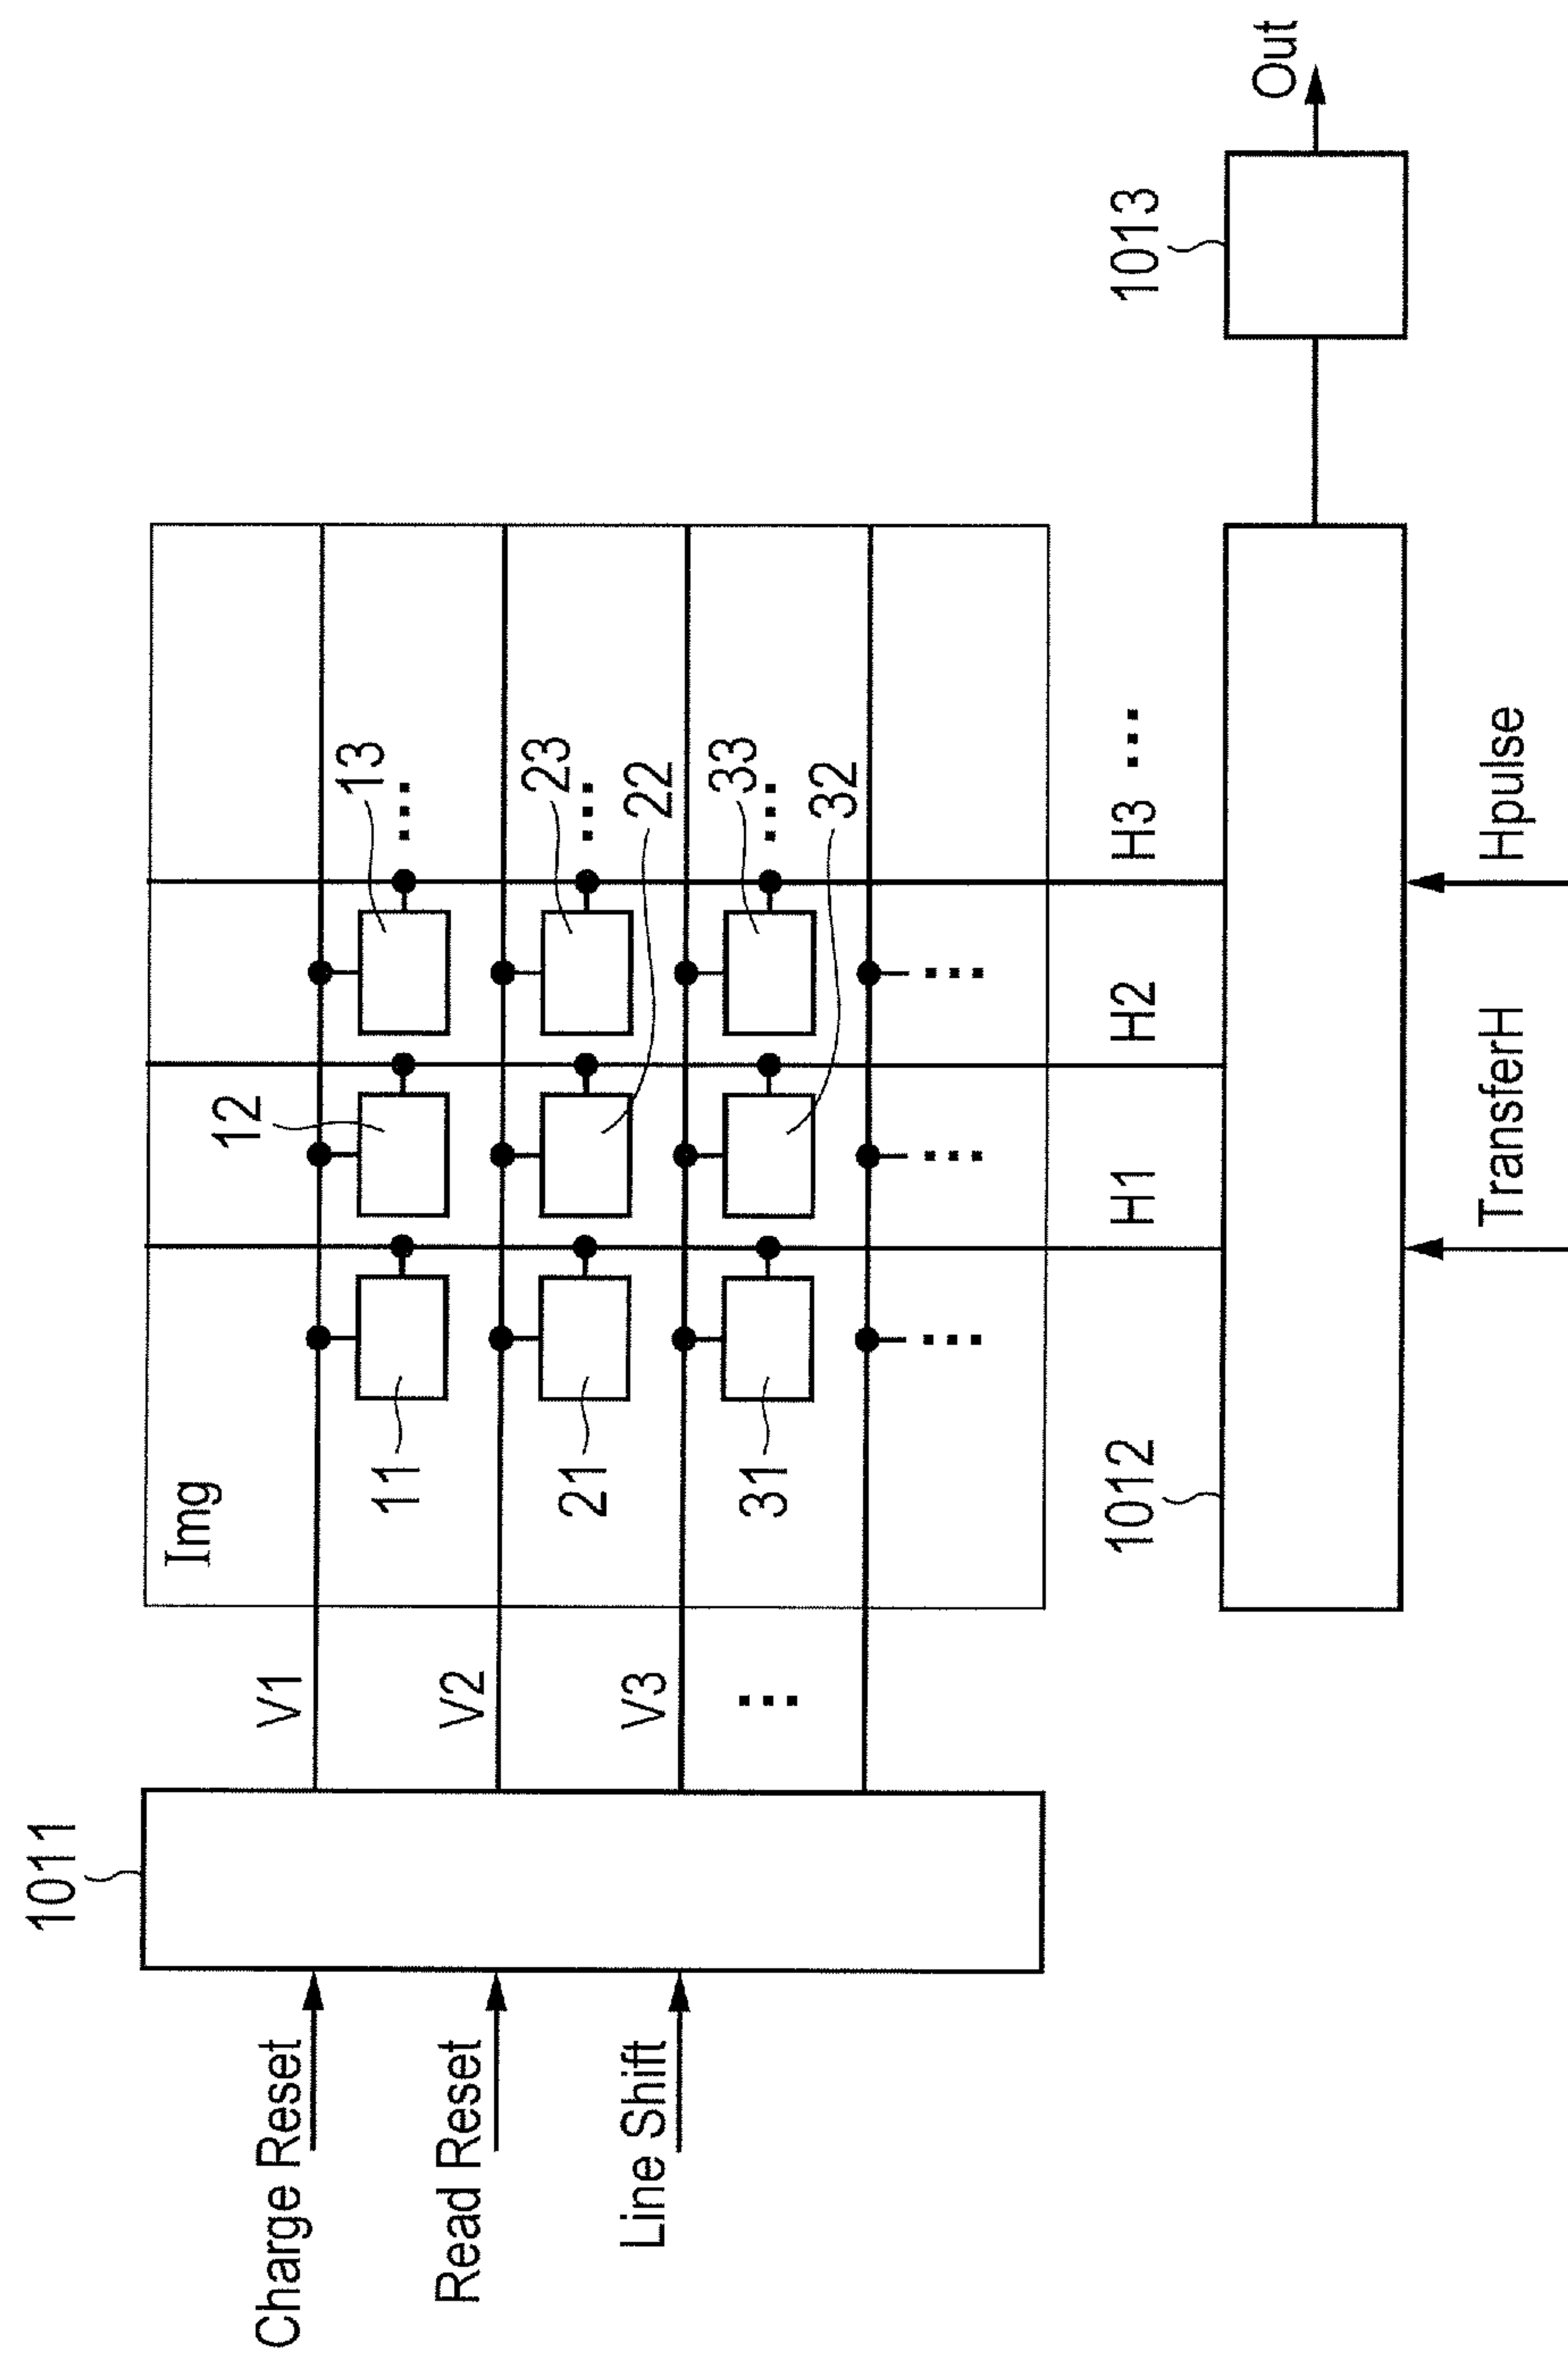 1011
Charge Reset
Read Reset
Line Shift
V1
V2
V3
...
Img
11
12
13
...
21
22
23
...
31
32
33
...
...
...
...
1012
H1
H2
H3 ...
1013
Out
TransferH
Hpulse